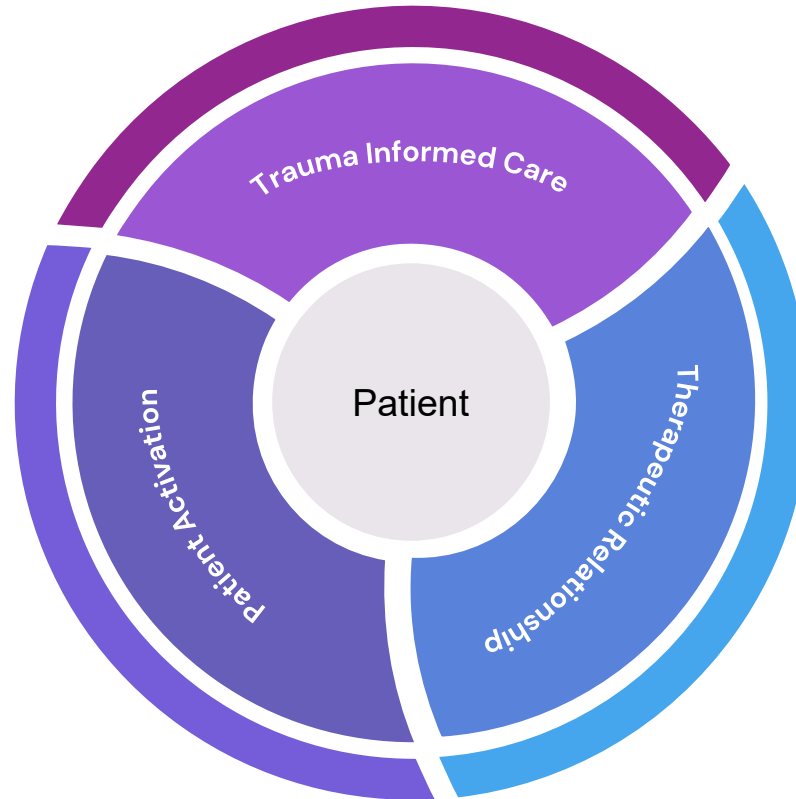 Trauma Informed Care
Therapeutic Relationship
Patient Activation
Patient